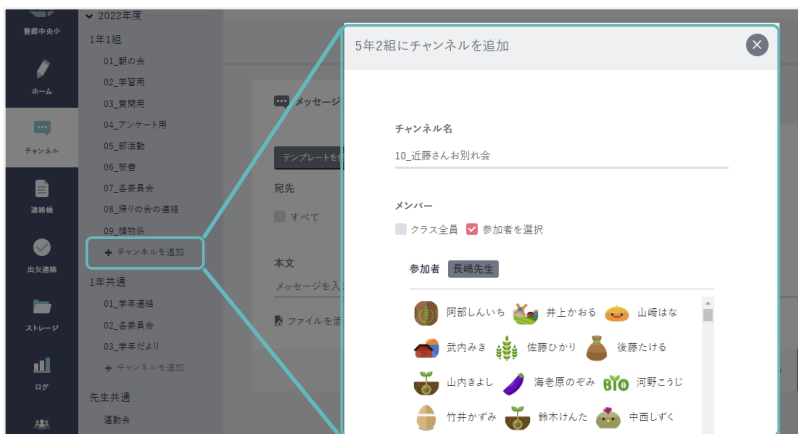 豊郷中央小
ホーム
チャンネル
連絡帳
出欠連絡
ストレージ
ログ
2022年度
1年1組
01_朝の会
02_学習用
03_質問用
04_アンケート用
05_部活動
06_板書
07_各委員会
08_帰りの会の連絡
09_植物係
+ チャンネルを追加
1年共通
01_学年連絡
02_各委員会
03_学年だより
+ チャンネルを追加
先生共通
運動会
メッセージ
テンプレートを
宛先
すべて
本文
メッセージを入
ファイルを添
5年2組にチャンネルを追加
チャンネル名
10_近藤さんお別れ会
メンバー
クラス全員 参加者を選択
参加者 長嶋先生
阿部しんいち 井上かおる 山崎はな
武内みき 佐藤ひかり 後藤たける
山内きよし 海老原のぞみ 河野こうじ
竹井かずみ 鈴木けんた 中西しずく